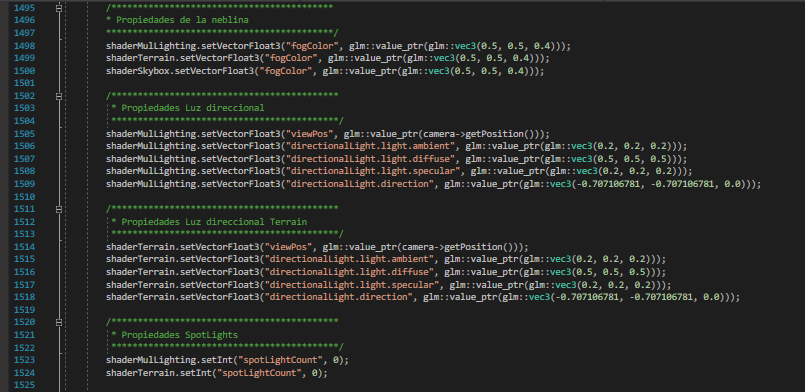 1495 /******************************************
1496 * Propiedades de la neblina
1497 *******************************************/
1498 shaderMulLighting.setVectorFloat3("fogColor", glm::value_ptr(glm::vec3(0.5, 0.5, 0.4)));
1499 shaderTerrain.setVectorFloat3("fogColor", glm::value_ptr(glm::vec3(0.5, 0.5, 0.4)));
1500 shaderSkybox.setVectorFloat3("fogColor", glm::value_ptr(glm::vec3(0.5, 0.5, 0.4)));
1501
1502 /*******************************************
1503 * Propiedades Luz direccional
1504 *******************************************/
1505 shaderMulLighting.setVectorFloat3("viewPos", glm::value_ptr(camera->getPosition()));
1506 shaderMulLighting.setVectorFloat3("directionalLight.light.ambient", glm::value_ptr(glm::vec3(0.2, 0.2, 0.2)));
1507 shaderMulLighting.setVectorFloat3("directionalLight.light.diffuse", glm::value_ptr(glm::vec3(0.5, 0.5, 0.5)));
1508 shaderMulLighting.setVectorFloat3("directionalLight.light.specular", glm::value_ptr(glm::vec3(0.2, 0.2, 0.2)));
1509 shaderMulLighting.setVectorFloat3("directionalLight.direction", glm::value_ptr(glm::vec3(-0.707106781, -0.707106781, 0.0)));
1510
1511 /*******************************************
1512 * Propiedades Luz direccional Terrain
1513 *******************************************/
1514 shaderTerrain.setVectorFloat3("viewPos", glm::value_ptr(camera->getPosition()));
1515 shaderTerrain.setVectorFloat3("directionalLight.light.ambient", glm::value_ptr(glm::vec3(0.2, 0.2, 0.2)));
1516 shaderTerrain.setVectorFloat3("directionalLight.light.diffuse", glm::value_ptr(glm::vec3(0.5, 0.5, 0.5)));
1517 shaderTerrain.setVectorFloat3("directionalLight.light.specular", glm::value_ptr(glm::vec3(0.2, 0.2, 0.2)));
1518 shaderTerrain.setVectorFloat3("directionalLight.direction", glm::value_ptr(glm::vec3(-0.707106781, -0.707106781, 0.0)));
1519
1520 /*******************************************
1521 * Propiedades SpotLights
1522 *******************************************/
1523 shaderMulLighting.setInt("spotLightCount", 0);
1524 shaderTerrain.setInt("spotLightCount", 0);
1525